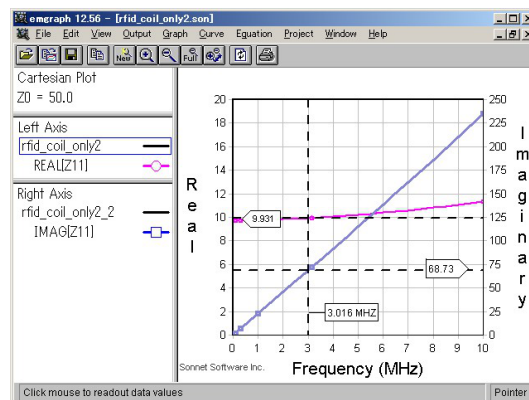 emgraph 12.56 - [rfid_coil_only2.son]
File Edit View Output Graph Curve Equation Project Window Help
New Full
Cartesian Plot
Z0 = 50.0
Left Axis
rfid_coil_only2
REAL[Z11]
Right Axis
rfid_coil_only2_2
IMAG[Z11]
Real
20
18
16
14
12
10
8
6
4
2
0
9.931
68.73
3.016 MHZ
250
225
200
175
150
125
100
75
50
25
0
Imaginary
0 1 2 3 4 5 6 7 8 9 10
Sonnet Software Inc.
Frequency (MHz)
Click mouse to readout data values
Pointer